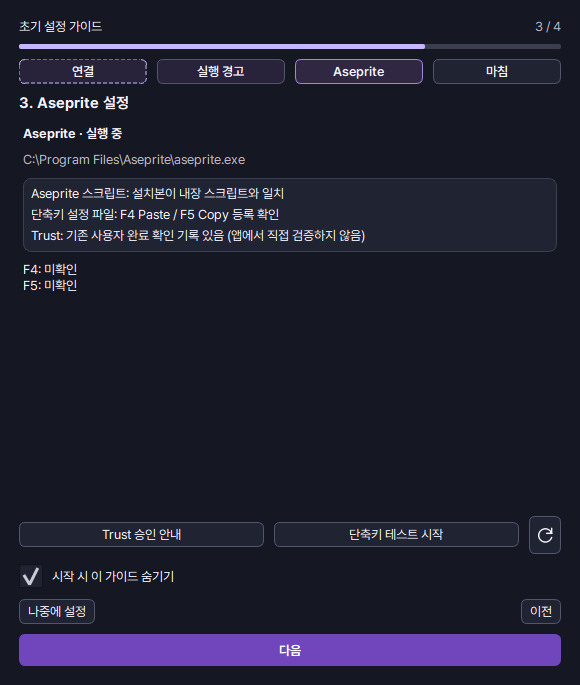 초기 설정 가이드
3 / 4
연결
실행 경고
Aseprite
마침
3. Aseprite 설정
Aseprite · 실행 중
C:\Program Files\Aseprite\aseprite.exe
Aseprite 스크립트: 설치본이 내장 스크립트와 일치
단축키 설정 파일: F4 Paste / F5 Copy 등록 확인
Trust: 기존 사용자 완료 확인 기록 있음 (앱에서 직접 검증하지 않음)
F4: 미확인
F5: 미확인
Trust 승인 안내
단축키 테스트 시작
시작 시 이 가이드 숨기기
나중에 설정
이전
다음